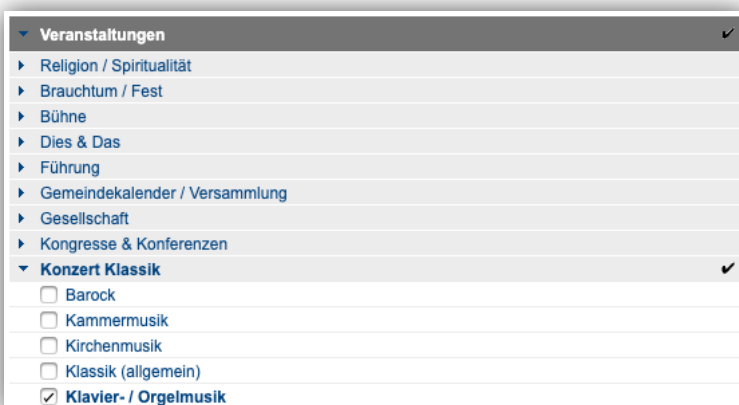 Veranstaltungen
Religion / Spiritualität
Brauchtum / Fest
Bühne
Dies & Das
Führung
Gemeindekalender / Versammlung
Gesellschaft
Kongresse & Konferenzen
Konzert Klassik
Barock
Kammermusik
Kirchenmusik
Klassik (allgemein)
Klavier- / Orgelmusik